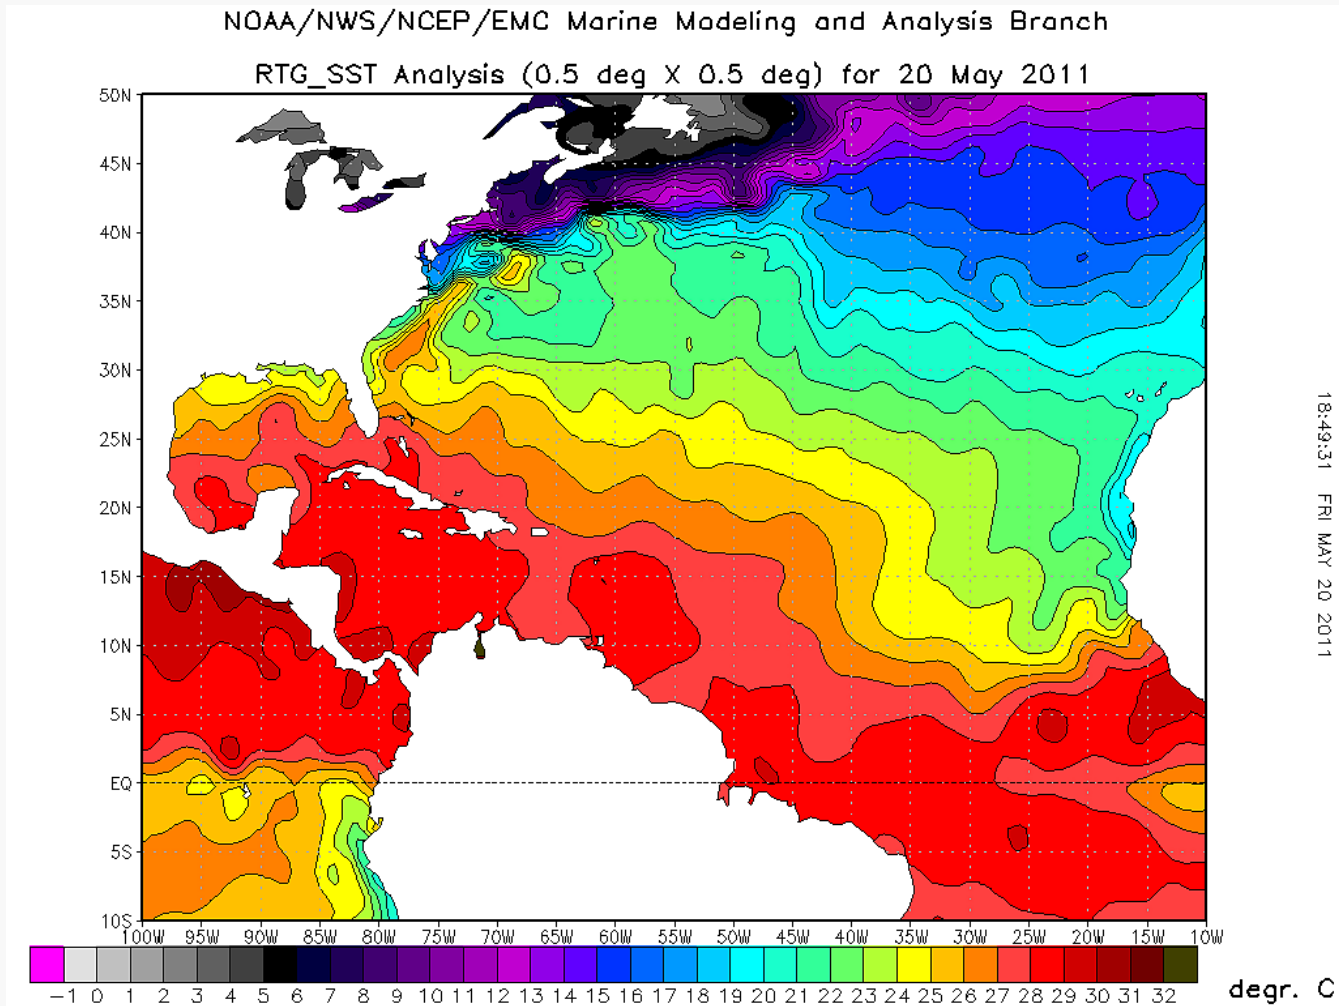 NOAA/NWS/NCEP/EMC Marine Modeling and Analysis Branch
RTG_SST Analysis (0.5 deg X 0.5 deg) for 20 May 2011
50N
45N
40N
35N
30N
25N
20N
15N
10N
5N
EQ
5S
10S
100W 95W 90W 85W 80W 75W 70W 65W 60W 55W 50W 45W 40W 35W 30W 25W 20W 15W 10W
-1 0 1 2 3 4 5 6 7 8 9 10 11 12 13 14 15 16 17 18 19 20 21 22 23 24 25 26 27 28 29 30 31 32
degr. C
18:49:31 FRI MAY 20 2011